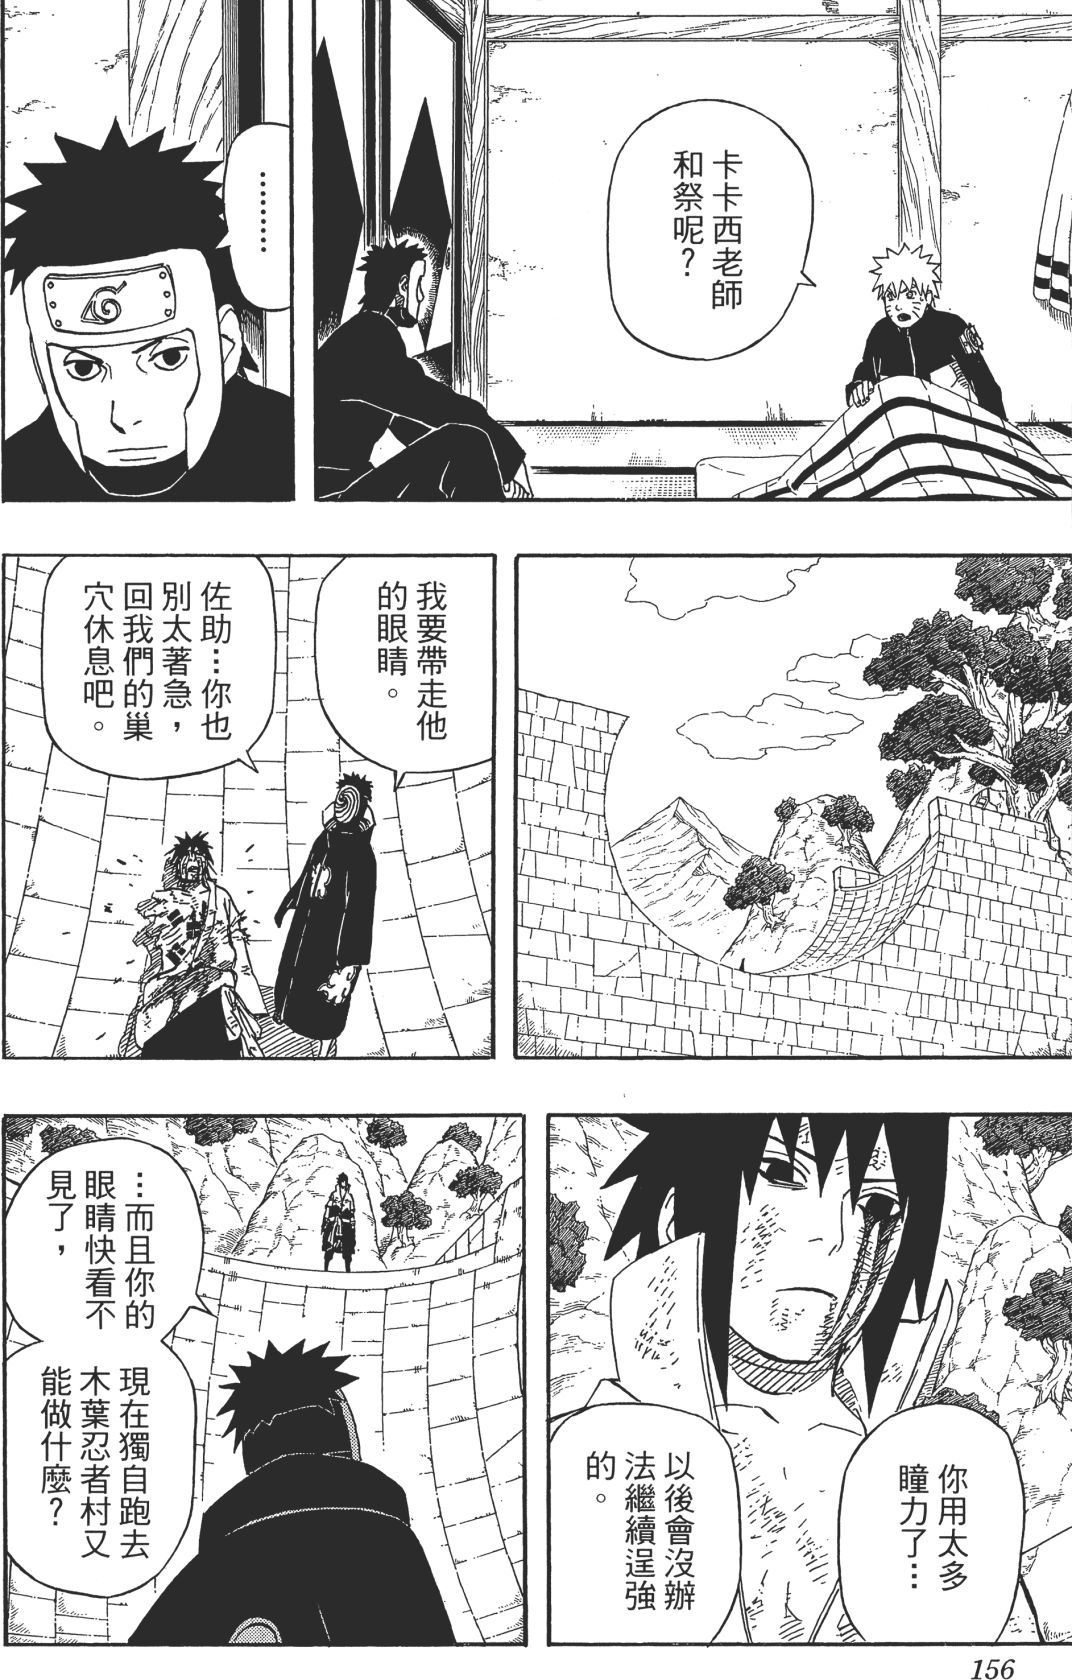 卡卡西老師
和祭呢？
………
我要帶走他
的眼睛。
佐助…你也
別太著急，
回我們的巢
穴休息吧。
你用太多
瞳力了…
以後會沒辦
法繼續逞強
的。
…而且你的
眼睛快看不
見了，
現在獨自跑去
木葉忍者村又
能做什麼？
156